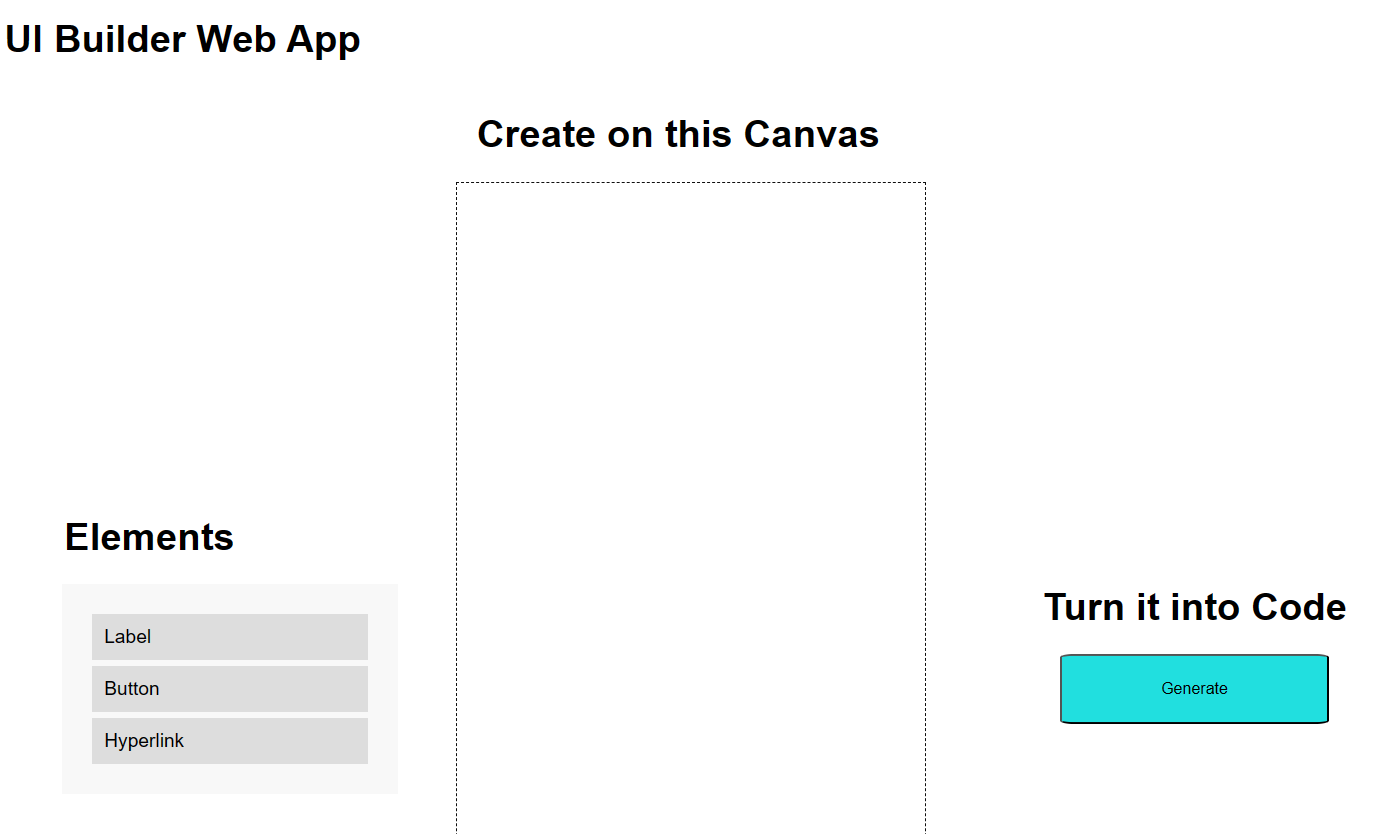 UI Builder Web App
Create on this Canvas
Elements
Label
Button
Hyperlink
Turn it into Code
Generate